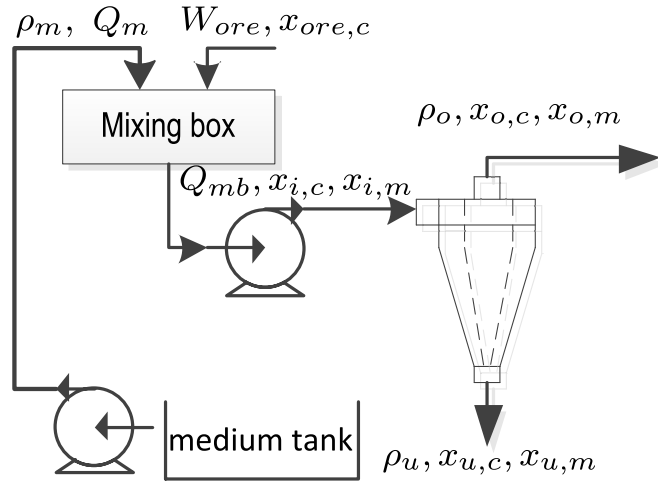 ρ_m, Q_m
W_ore, x_ore,c
Mixing box
ρ_o, x_o,c, x_o,m
Q_mb, x_i,c, x_i,m
medium tank
ρ_u, x_u,c, x_u,m